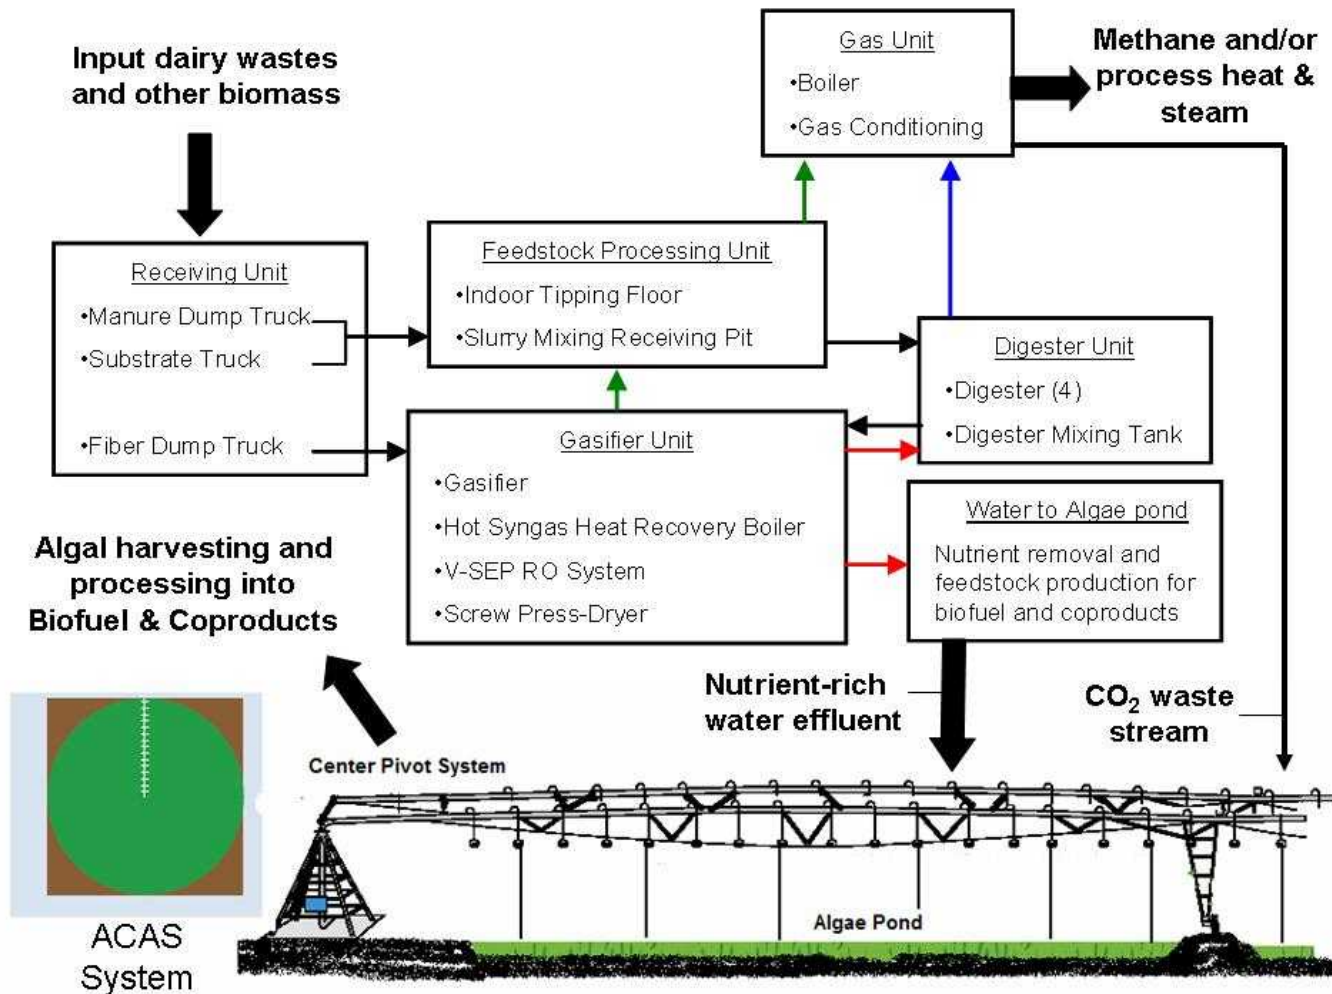 Input dairy wastes
and other biomass
Gas Unit
•Boiler
•Gas Conditioning
Methane and/or
process heat &
steam
Receiving Unit
•Manure Dump Truck
•Substrate Truck
•Fiber Dump Truck
Feedstock Processing Unit
•Indoor Tipping Floor
•Slurry Mixing Receiving Pit
Digester Unit
•Digester (4)
•Digester Mixing Tank
Gasifier Unit
•Gasifier
•Hot Syngas Heat Recovery Boiler
•V-SEP RO System
•Screw Press-Dryer
Water to Algae pond
Nutrient removal and
feedstock production for
biofuel and coproducts
Algal harvesting and
processing into
Biofuel & Coproducts
Nutrient-rich
water effluent
CO₂ waste
stream
Center Pivot System
Algae Pond
ACAS
System